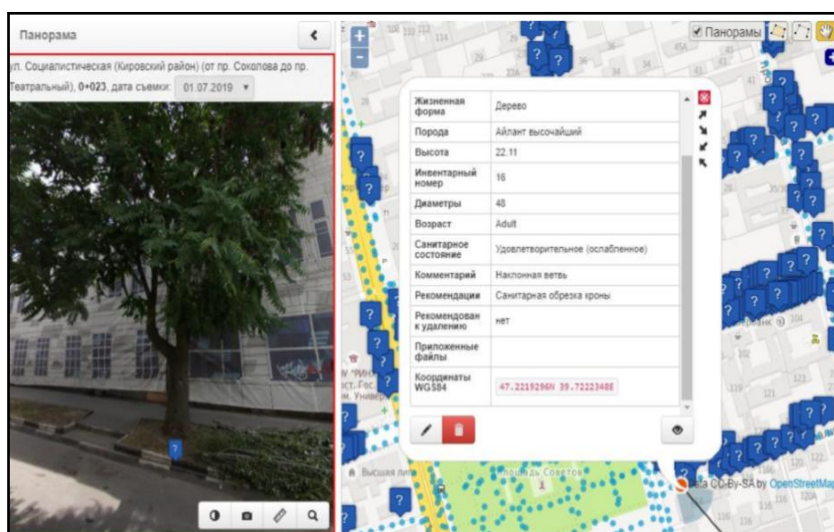 Панорама
ул. Социалистическая (Кировский район) (от пр. Соколова до пр.
Театральный), 0+023, дата съемки: 01.07.2019
Панорамы
Жизненная форма
Дерево
Порода
Айлант высочайший
Высота
22.11
Инвентарный номер
16
Диаметры
48
Возраст
Adult
Санитарное состояние
Удовлетворительное (ослабленное)
Комментарий
Наклонная ветвь
Рекомендации
Санитарная обрезка кроны
Рекомендован к удалению
нет
Приложенные файлы
Координаты WGS84
47.2219296N 39.7222348E
Высшая
площадь Советов
CC-By-SA by OpenStreetMap